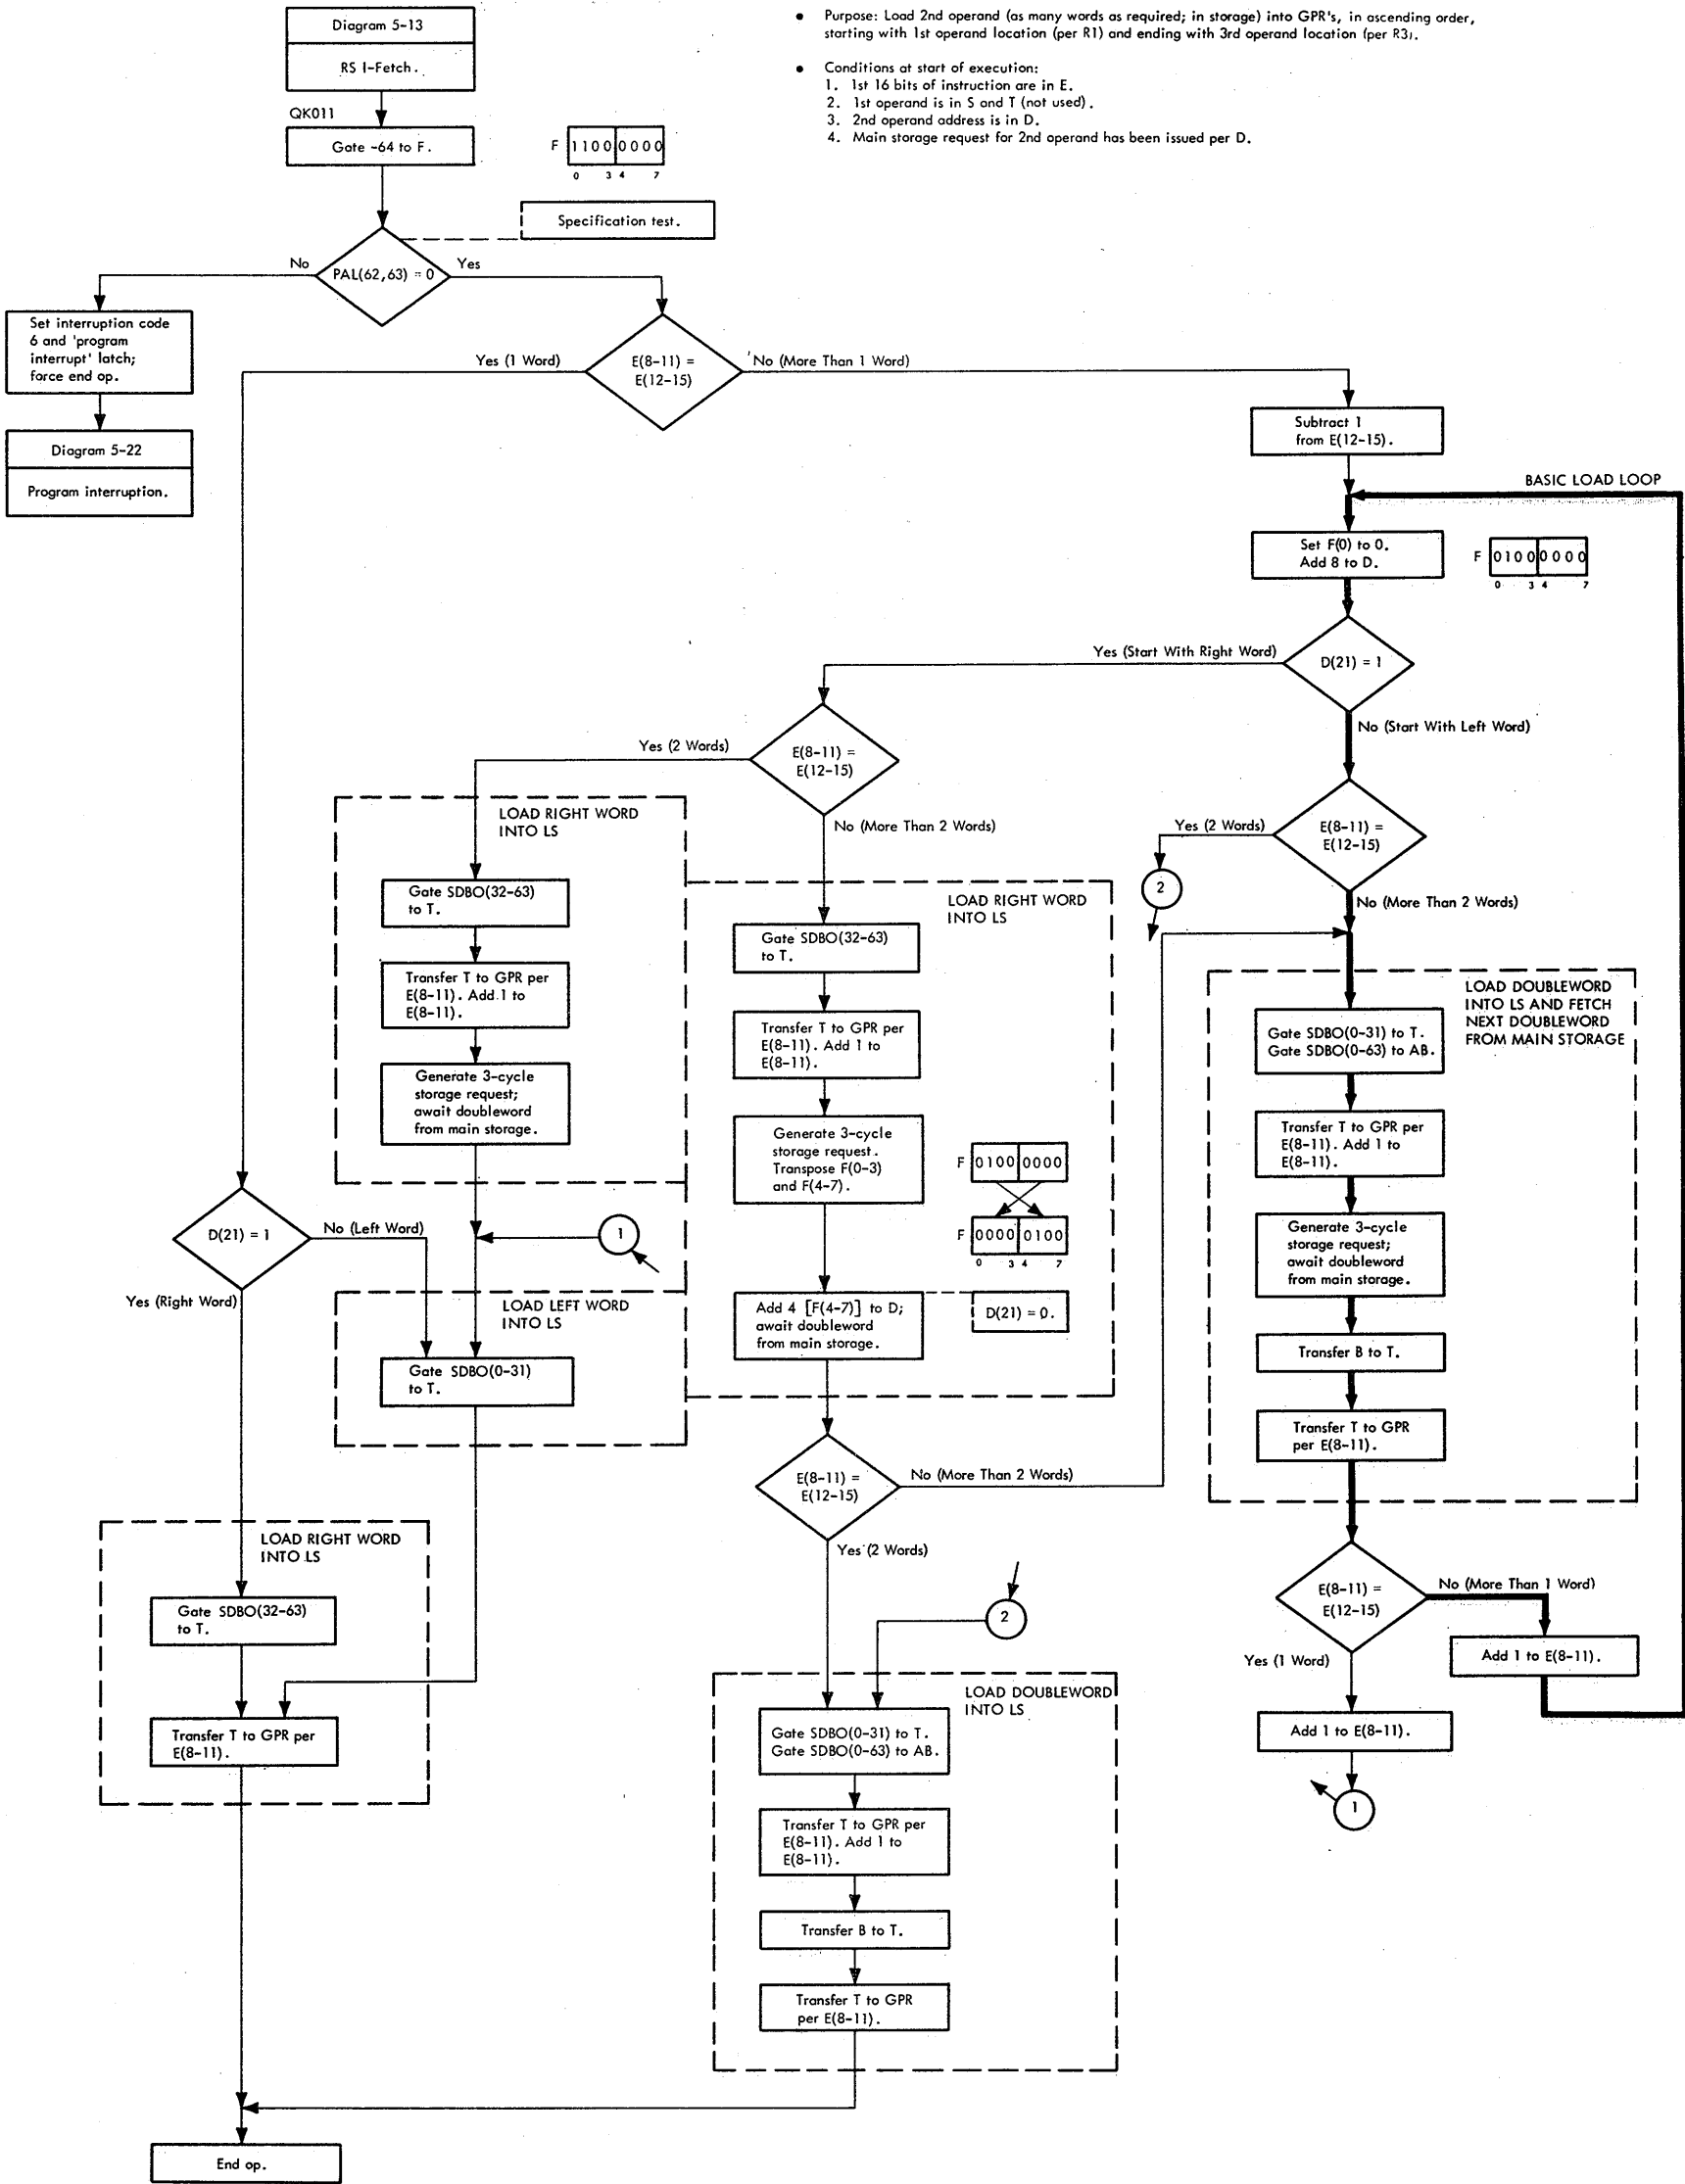 Diagram 5-13
RS I-Fetch.
QK011
Gate -64 to F.
F 1100 0000
0 3 4 7
Specification test.
PAL(62,63) = 0
No
Yes
• Purpose: Load 2nd operand (as many words as required; in storage) into GPR's, in ascending order,
starting with 1st operand location (per R1) and ending with 3rd operand location (per R3).
• Conditions at start of execution:
1. 1st 16 bits of instruction are in E.
2. 1st operand is in S and T (not used).
3. 2nd operand address is in D.
4. Main storage request for 2nd operand has been issued per D.
Set interruption code
6 and 'program
interrupt' latch;
force end op.
Diagram 5-22
Program interruption.
Yes (1 Word)
E(8-11) =
E(12-15)
No (More Than 1 Word)
Subtract 1
from E(12-15).
BASIC LOAD LOOP
Set F(0) to 0.
Add 8 to D.
F 0100 0000
0 3 4 7
Yes (Start With Right Word)
D(21) = 1
No (Start With Left Word)
Yes (2 Words)
E(8-11) =
E(12-15)
No (More Than 2 Words)
Yes (2 Words)
E(8-11) =
E(12-15)
2
No (More Than 2 Words)
LOAD RIGHT WORD
INTO LS
Gate SDBO(32-63)
to T.
Transfer T to GPR per
E(8-11). Add 1 to
E(8-11).
Generate 3-cycle
storage request;
await doubleword
from main storage.
LOAD RIGHT WORD
INTO LS
Gate SDBO(32-63)
to T.
Transfer T to GPR per
E(8-11). Add 1 to
E(8-11).
Generate 3-cycle
storage request.
Transpose F(0-3)
and F(4-7).
F 0100 0000
F 0000 0100
0 3 4 7
Add 4 [F(4-7)] to D;
await doubleword
from main storage.
D(21) = 0.
LOAD DOUBLEWORD
INTO LS AND FETCH
NEXT DOUBLEWORD
FROM MAIN STORAGE
Gate SDBO(0-31) to T.
Gate SDBO(0-63) to AB.
Transfer T to GPR per
E(8-11). Add 1 to
E(8-11).
Generate 3-cycle
storage request;
await doubleword
from main storage.
Transfer B to T.
Transfer T to GPR
per E(8-11).
D(21) = 1
No (Left Word)
Yes (Right Word)
1
LOAD LEFT WORD
INTO LS
Gate SDBO(0-31)
to T.
E(8-11) =
E(12-15)
No (More Than 2 Words)
Yes (2 Words)
2
E(8-11) =
E(12-15)
No (More Than 1 Word)
Yes (1 Word)
Add 1 to E(8-11).
Add 1 to E(8-11).
1
LOAD RIGHT WORD
INTO LS
Gate SDBO(32-63)
to T.
Transfer T to GPR per
E(8-11).
LOAD DOUBLEWORD
INTO LS
Gate SDBO(0-31) to T.
Gate SDBO(0-63) to AB.
Transfer T to GPR per
E(8-11). Add 1 to
E(8-11).
Transfer B to T.
Transfer T to GPR
per E(8-11).
End op.